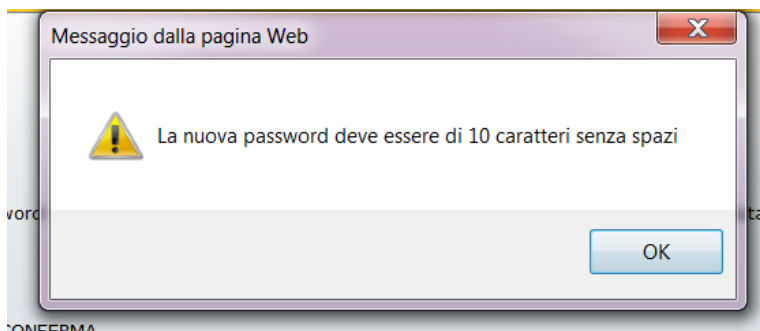 Messaggio dalla pagina Web
La nuova password deve essere di 10 caratteri senza spazi
OK